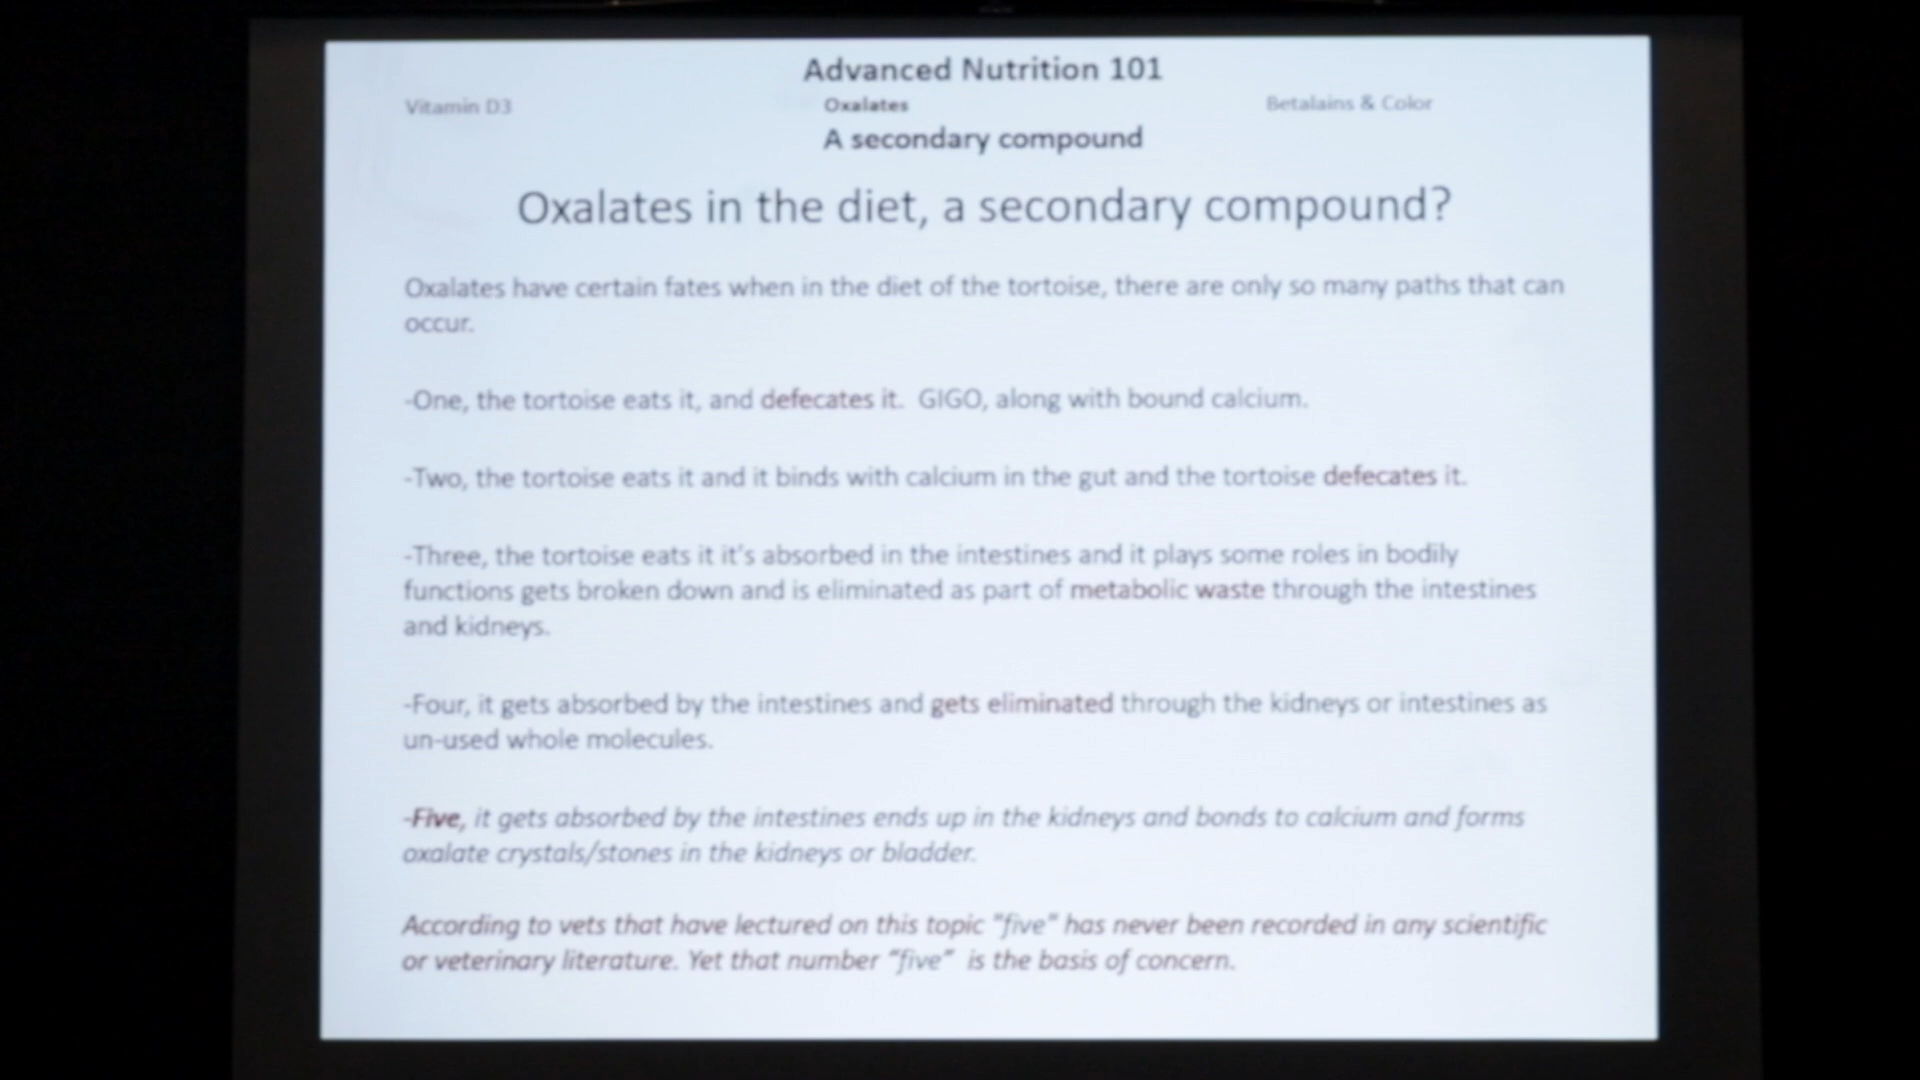 Advanced Nutrition 101
Vitamin D3 Oxalates Betalains & Color
A secondary compound
Oxalates in the diet, a secondary compound?
Oxalates have certain fates when in the diet of the tortoise, there are only so many paths that can
occur.
-One, the tortoise eats it, and defecates it.  GIGO, along with bound calcium.
-Two, the tortoise eats it and it binds with calcium in the gut and the tortoise defecates it.
-Three, the tortoise eats it it's absorbed in the intestines and it plays some roles in bodily
functions gets broken down and is eliminated as part of metabolic waste through the intestines
and kidneys.
-Four, it gets absorbed by the intestines and gets eliminated through the kidneys or intestines as
un-used whole molecules.
-Five, it gets absorbed by the intestines ends up in the kidneys and bonds to calcium and forms
oxalate crystals/stones in the kidneys or bladder.
According to vets that have lectured on this topic "five" has never been recorded in any scientific
or veterinary literature. Yet that number "five"  is the basis of concern.